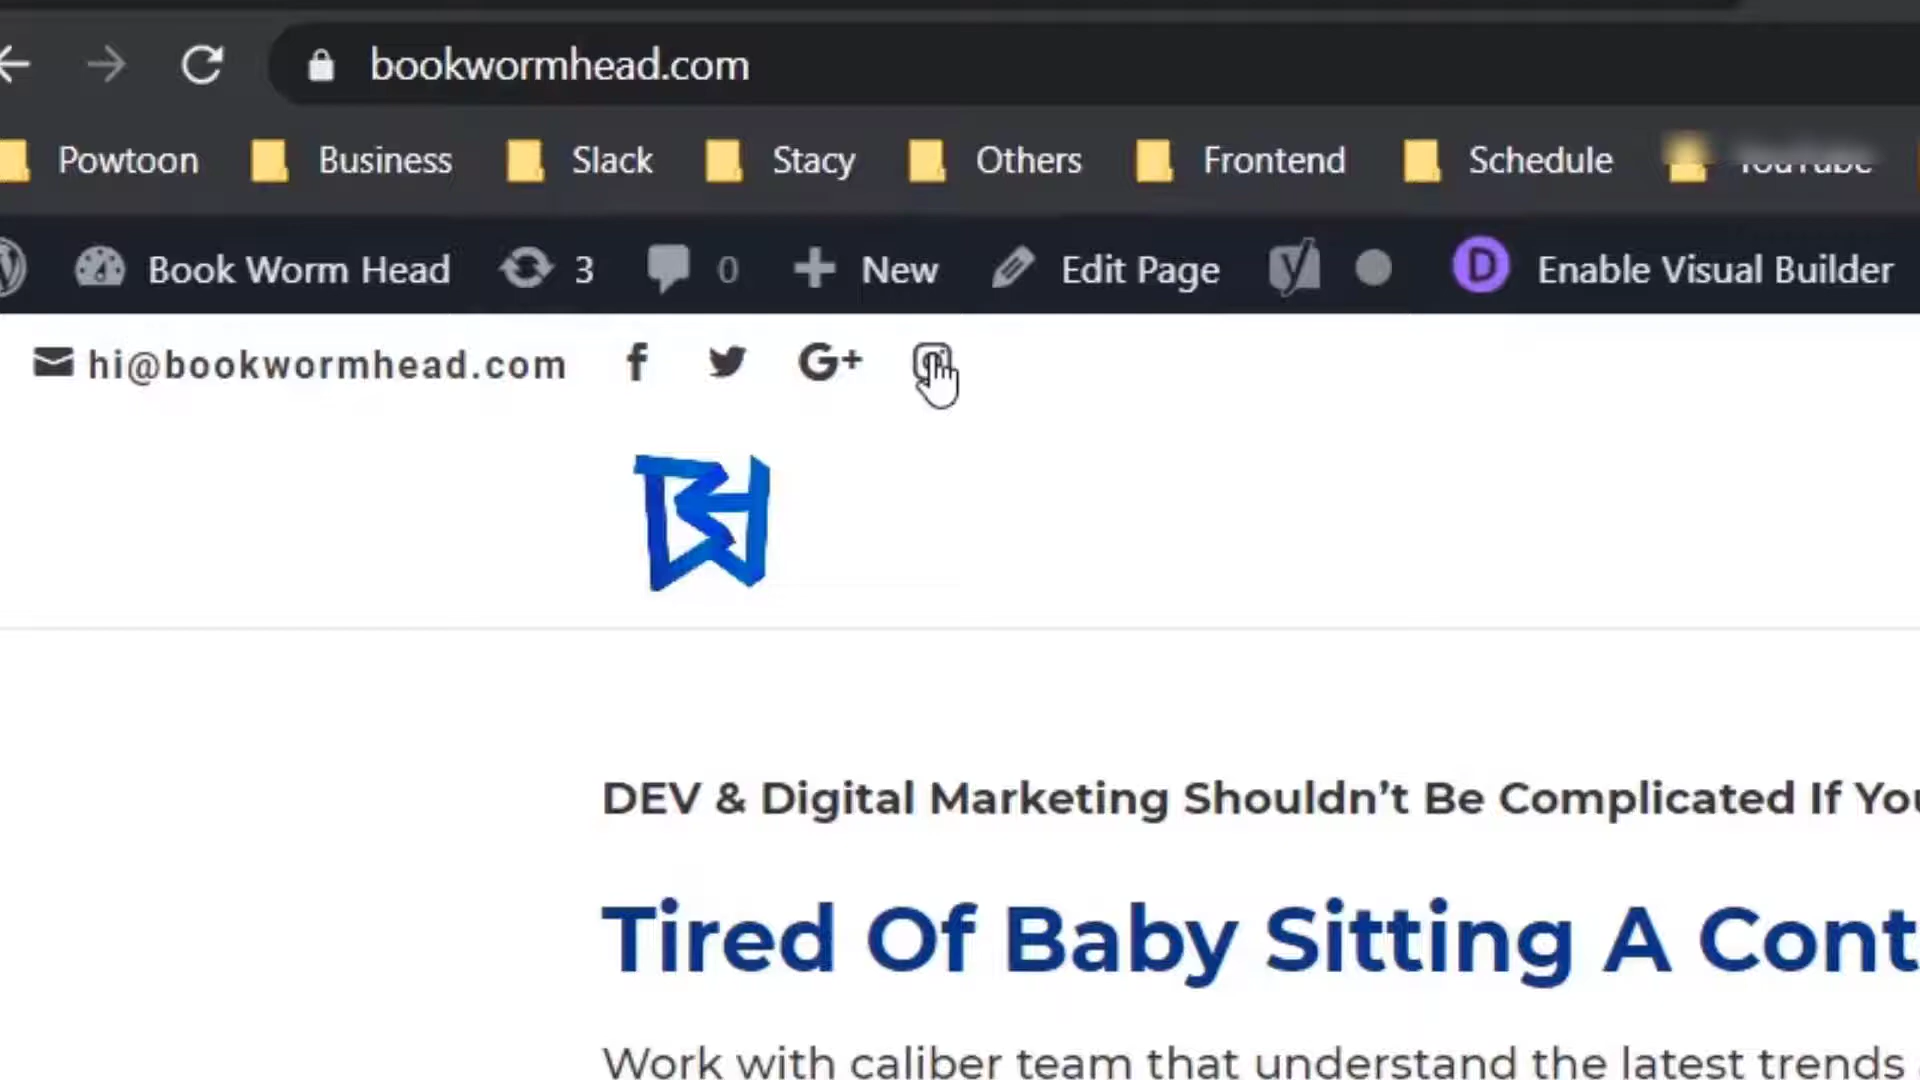 bookwormhead.com
Powtoon Business Slack Stacy Others Frontend Schedule YouTube
Book Worm Head 3 0 New Edit Page D Enable Visual Builder
hi@bookwormhead.com f G+
DEV & Digital Marketing Shouldn’t Be Complicated If You
Tired Of Baby Sitting A Cont
Work with caliber team that understand the latest trends